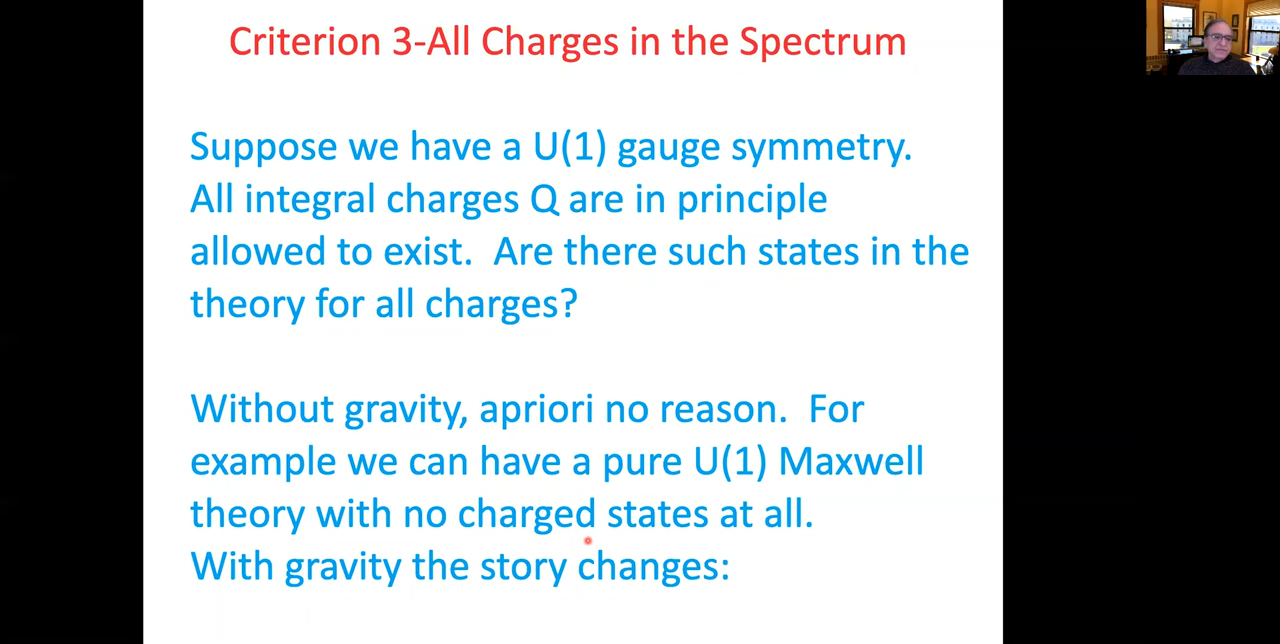 Criterion 3-All Charges in the Spectrum
Suppose we have a U(1) gauge symmetry.
All integral charges Q are in principle
allowed to exist.  Are there such states in the
theory for all charges?
Without gravity, apriori no reason.  For
example we can have a pure U(1) Maxwell
theory with no charged states at all.
With gravity the story changes: